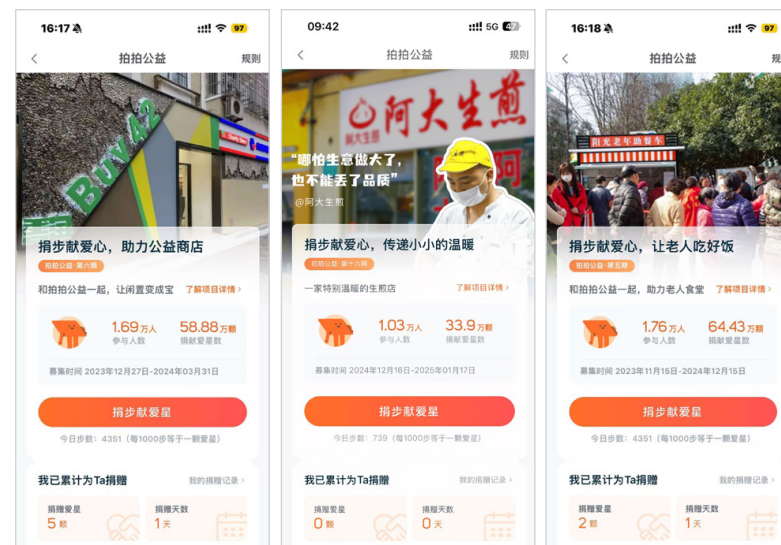 16:17
97
拍拍公益
规则
BUY42
捐步献爱心，助力公益商店
拍拍公益·第六期
和拍拍公益一起，让闲置变成宝
了解项目详情›
1.69万人
参与人数
58.88万颗
捐献爱星数
募集时间 2023年12月27日-2024年03月31日
捐步献爱星
今日步数：4351（每1000步等于一颗爱星）
我已累计为Ta捐赠
我的捐赠记录›
捐赠爱星
5颗
捐赠天数
1天
09:42
5G
拍拍公益
规则
阿大生煎
阿大生煎
“哪怕生意做大了，
也不能丢了品质”
@阿大生煎
捐步献爱心，传递小小的温暖
拍拍公益·第十六期
一家特别温暖的生煎店
了解项目详情›
1.03万人
参与人数
33.9万颗
捐献爱星数
募集时间 2024年12月16日-2025年01月17日
捐步献爱星
今日步数：739（每1000步等于一颗爱星）
我已累计为Ta捐赠
我的捐赠记录›
捐赠爱星
0颗
捐赠天数
0天
16:18
97
拍拍公益
阳光老年助餐车
捐步献爱心，让老人吃好饭
拍拍公益·第五期
和拍拍公益一起，助力老人食堂
了解项目详情›
1.76万人
参与人数
64.43万颗
捐献爱星数
募集时间 2023年11月15日-2024年12月15日
捐步献爱星
今日步数：4351（每1000步等于一颗爱星）
我已累计为Ta捐赠
我的捐赠记录›
捐赠爱星
2颗
捐赠天数
1天